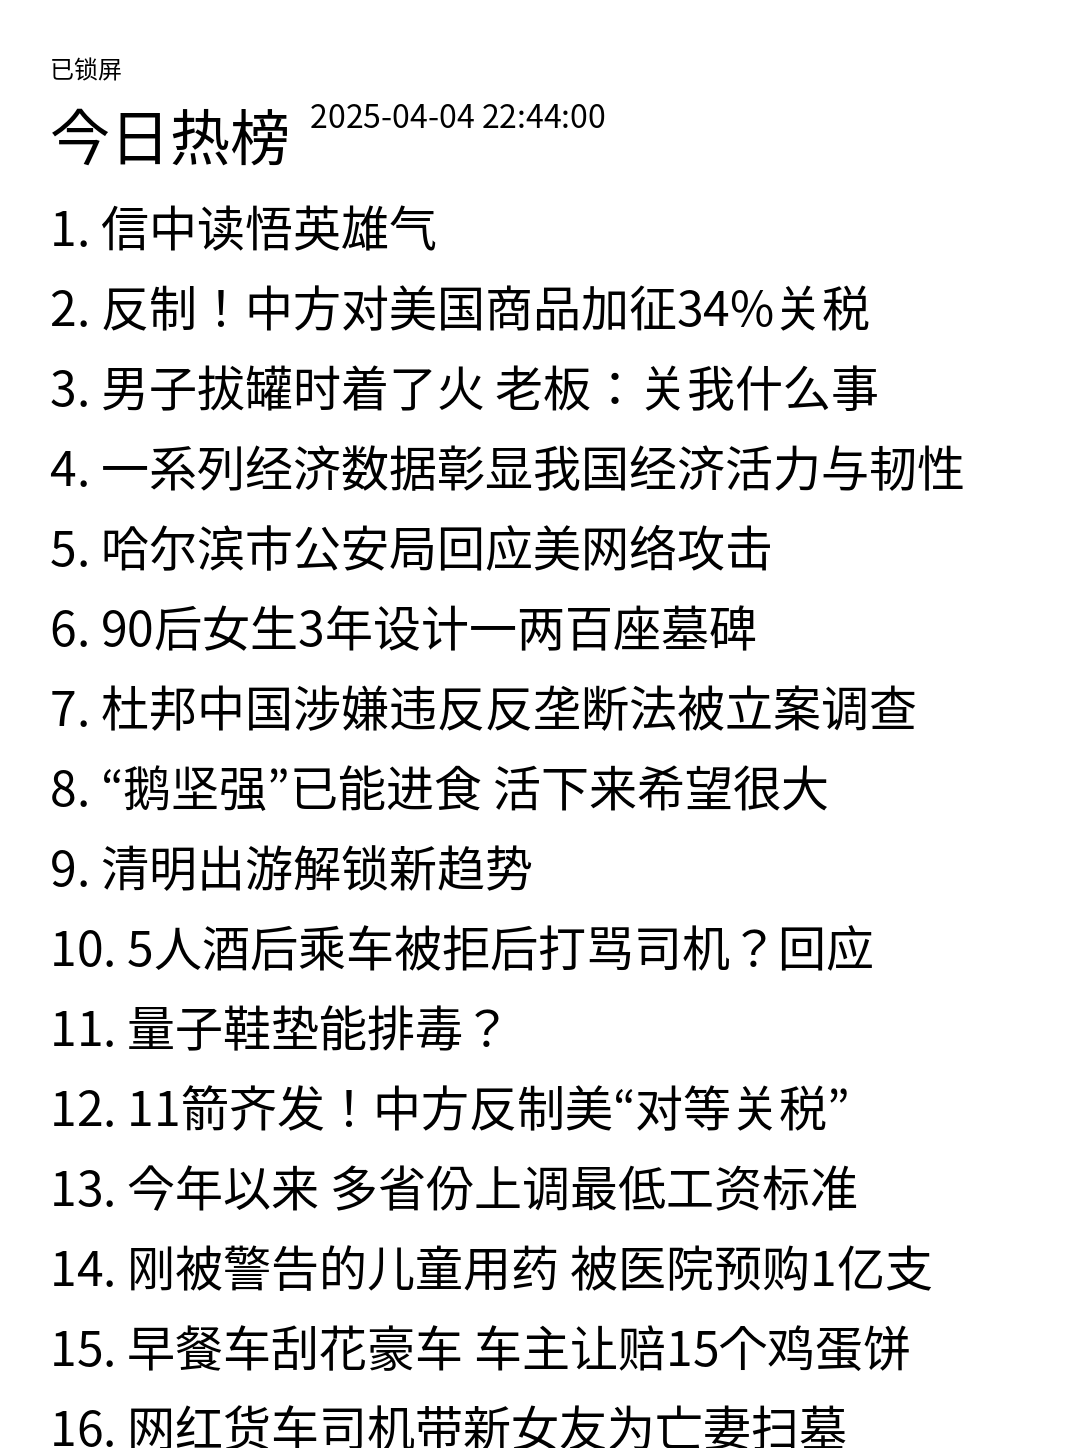 已锁屏
今日热榜 2025-04-04 22:44:00
1. 信中读悟英雄气
2. 反制！中方对美国商品加征34%关税
3. 男子拔罐时着了火 老板：关我什么事
4. 一系列经济数据彰显我国经济活力与韧性
5. 哈尔滨市公安局回应美网络攻击
6. 90后女生3年设计一两百座墓碑
7. 杜邦中国涉嫌违反反垄断法被立案调查
8. “鹅坚强”已能进食 活下来希望很大
9. 清明出游解锁新趋势
10. 5人酒后乘车被拒后打骂司机？回应
11. 量子鞋垫能排毒？
12. 11箭齐发！中方反制美“对等关税”
13. 今年以来 多省份上调最低工资标准
14. 刚被警告的儿童用药 被医院预购1亿支
15. 早餐车刮花豪车 车主让赔15个鸡蛋饼
16. 网红货车司机带新女友为亡妻扫墓